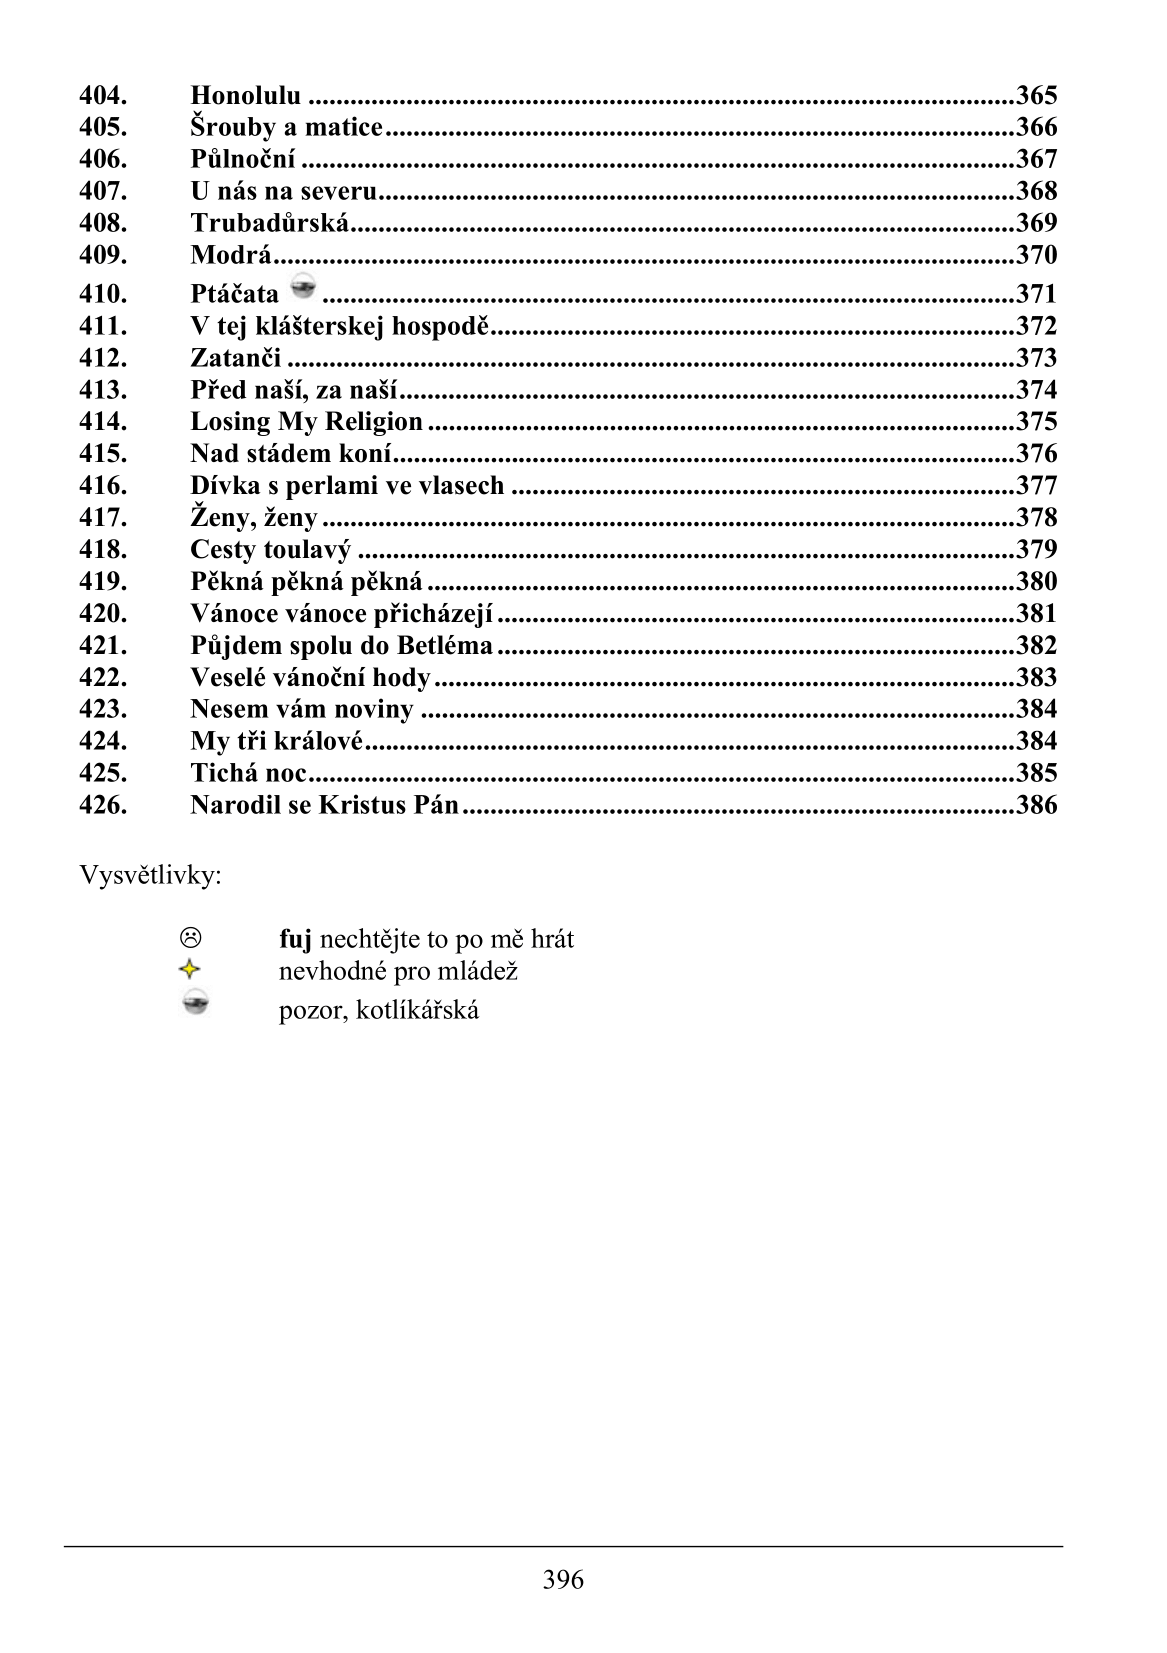 404. Honolulu ........................................................................................................365
405. Šrouby a matice............................................................................................366
406. Půlnoční .........................................................................................................367
407. U nás na severu.............................................................................................368
408. Trubadůrská.................................................................................................369
409. Modrá............................................................................................................370
410. Ptáčata ......................................................................................................371
411. V tej klášterskej hospodě.............................................................................372
412. Zatanči ..........................................................................................................373
413. Před naší, za naší..........................................................................................374
414. Losing My Religion ......................................................................................375
415. Nad stádem koní...........................................................................................376
416. Dívka s perlami ve vlasech ..........................................................................377
417. Ženy, ženy .....................................................................................................378
418. Cesty toulavý ................................................................................................379
419. Pěkná pěkná pěkná ......................................................................................380
420. Vánoce vánoce přicházejí ............................................................................381
421. Půjdem spolu do Betléma ............................................................................382
422. Veselé vánoční hody .....................................................................................383
423. Nesem vám noviny .......................................................................................384
424. My tři králové...............................................................................................384
425. Tichá noc.......................................................................................................385
426. Narodil se Kristus Pán .................................................................................386
Vysvětlivky:
☹ fuj nechtějte to po mě hrát
nevhodné pro mládež
pozor, kotlíkářská
396